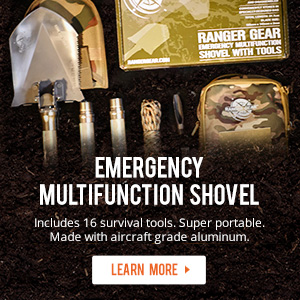 RANGER GEAR
EMERGENCY MULTIFUNCTION
SHOVEL WITH TOOLS
RANGERGEAR.COM
EMERGENCY
MULTIFUNCTION SHOVEL
Includes 16 survival tools. Super portable.
Made with aircraft grade aluminum.
LEARN MORE